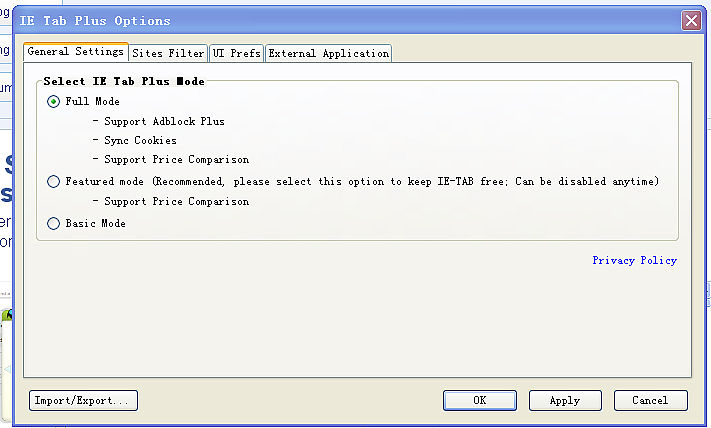 IE Tab Plus Options
General Settings Sites Filter UI Prefs External Application
Select IE Tab Plus Mode
Full Mode
- Support Adblock Plus
- Sync Cookies
- Support Price Comparison
Featured mode (Recommended, please select this option to keep IE-TAB free; Can be disabled anytime)
- Support Price Comparison
Basic Mode
Privacy Policy
Import/Export... OK Apply Cancel